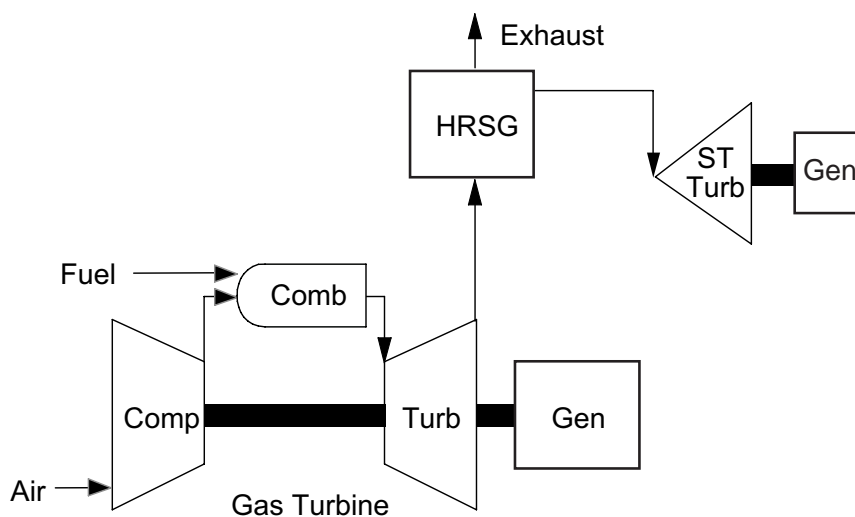 Exhaust
HRSG
ST
Turb
Gen
Fuel
Comb
Comp
Turb
Gen
Air
Gas Turbine